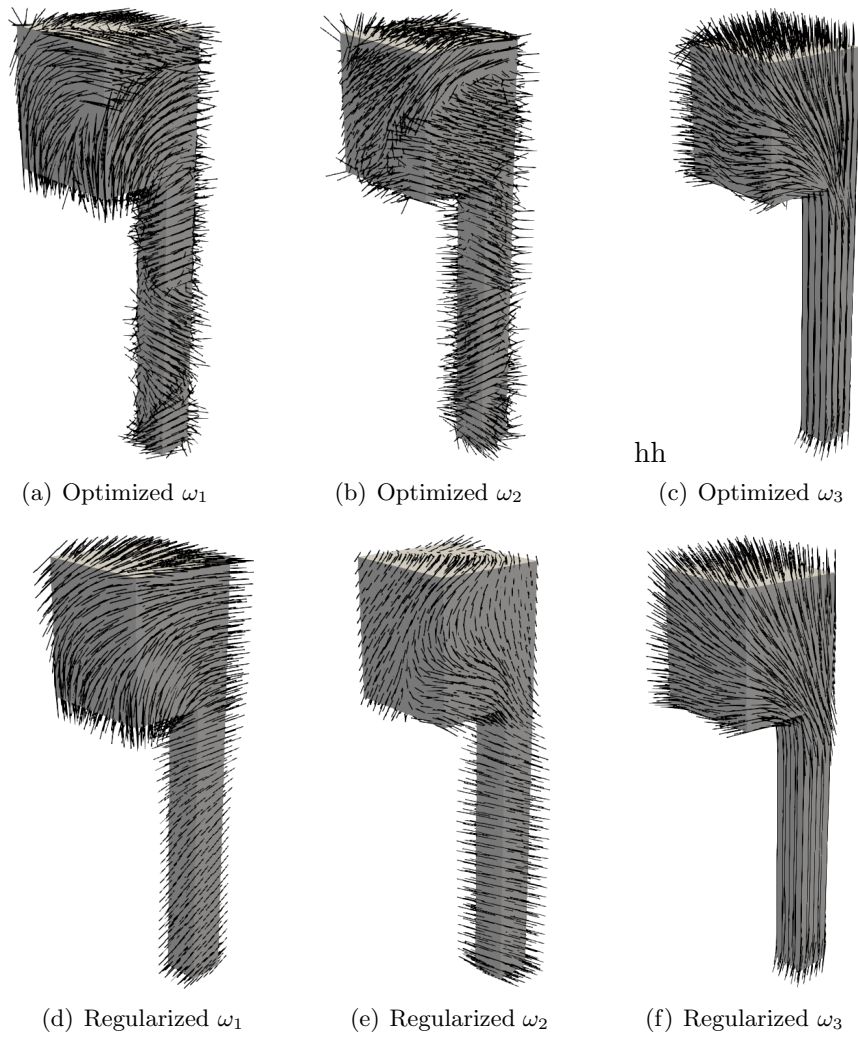 hh
(a) Optimized ω₁
(b) Optimized ω₂
(c) Optimized ω₃
(d) Regularized ω₁
(e) Regularized ω₂
(f) Regularized ω₃